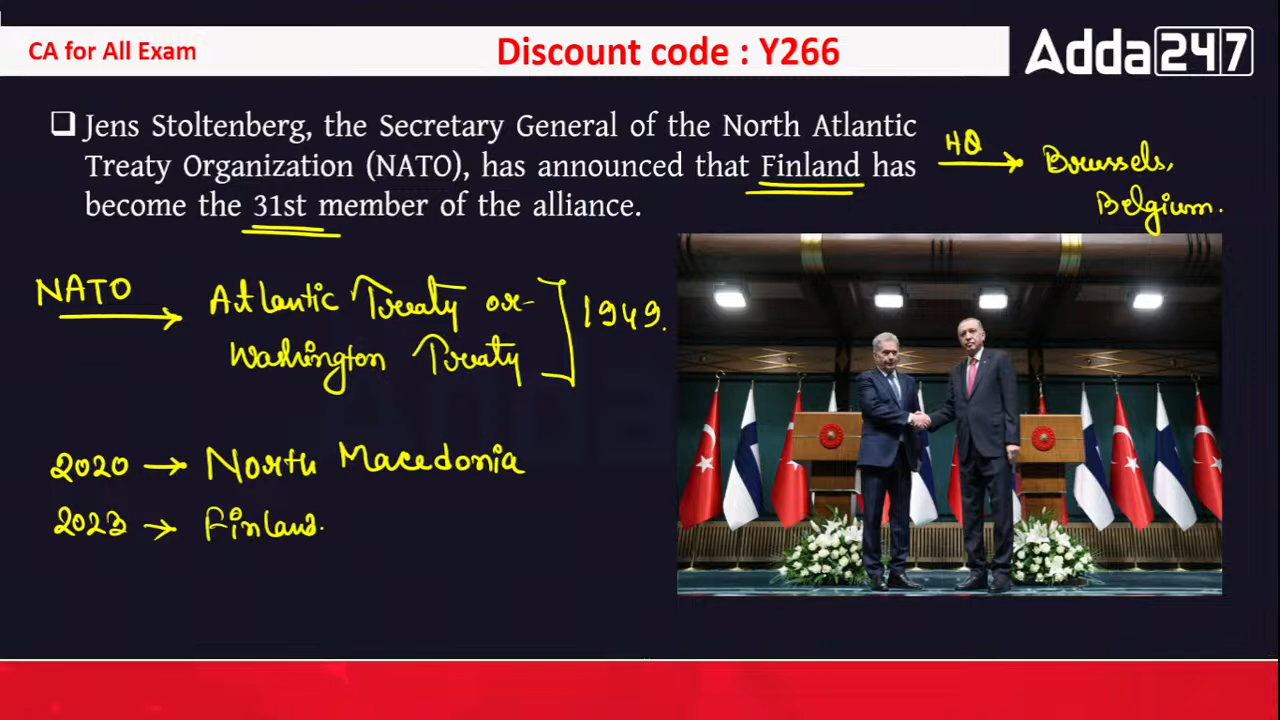 CA for All Exam
Discount code : Y266
Adda247
❑ Jens Stoltenberg, the Secretary General of the North Atlantic
Treaty Organization (NATO), has announced that Finland has
become the 31st member of the alliance.
HQ → Brussels,
Belgium.
NATO → Atlantic Treaty or
Washington Treaty ] 1949.
2020 → North Macedonia
2023 → Finland.